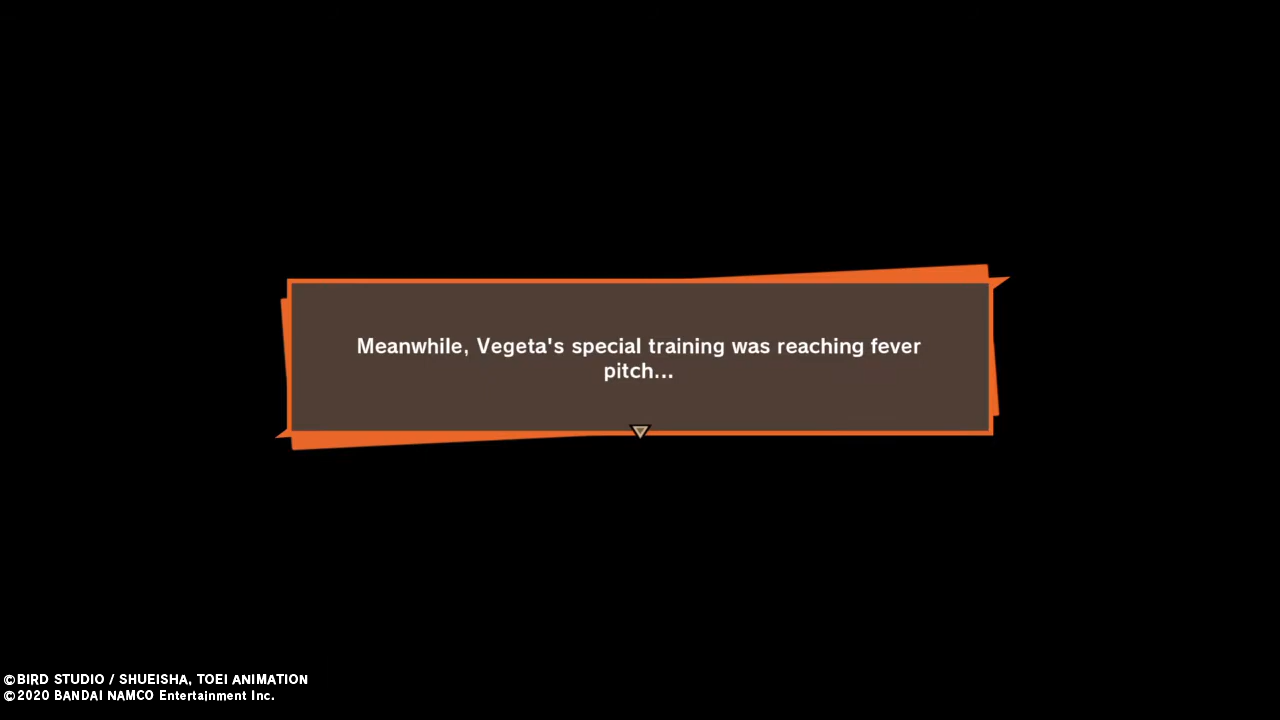 Meanwhile, Vegeta's special training was reaching fever
pitch...
©BIRD STUDIO / SHUEISHA, TOEI ANIMATION
©2020 BANDAI NAMCO Entertainment Inc.